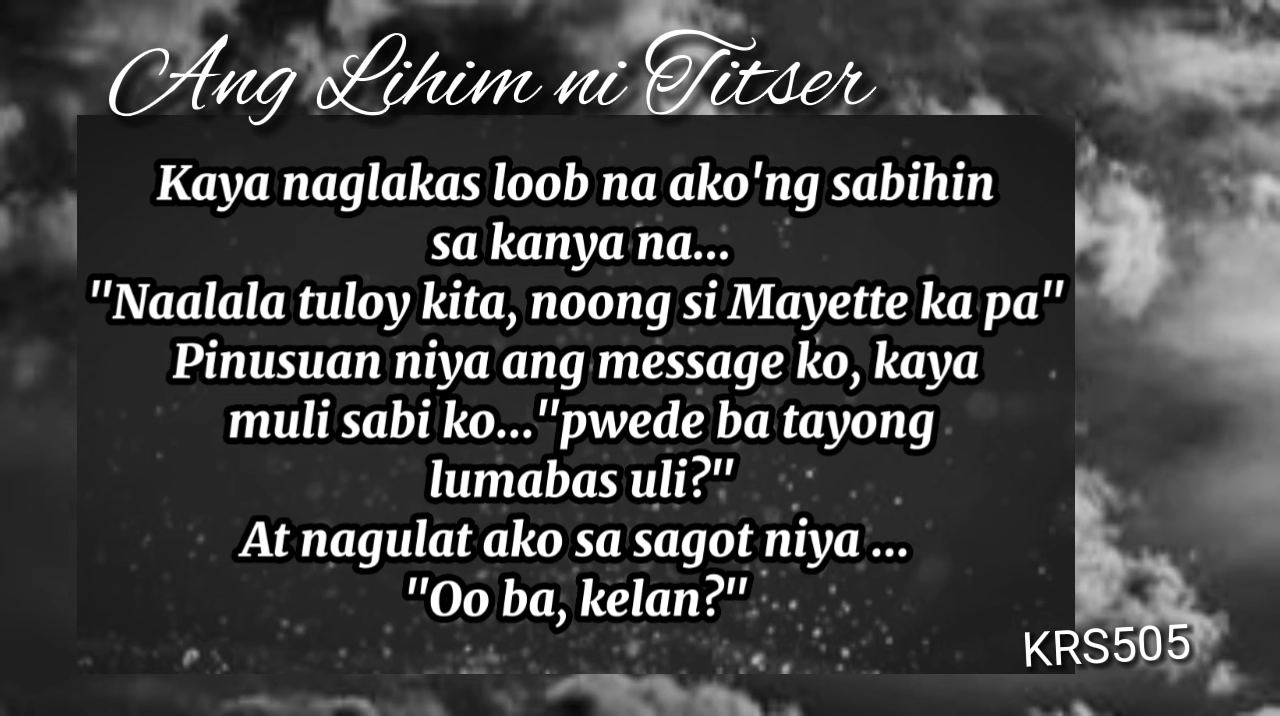 Ang Lihim ni Titser
Kaya naglakas loob na ako'ng sabihin
sa kanya na...
"Naalala tuloy kita, noong si Mayette ka pa"
Pinusuan niya ang message ko, kaya
muli sabi ko..."pwede ba tayong
lumabas uli?"
At nagulat ako sa sagot niya ...
"Oo ba, kelan?"
KRS505